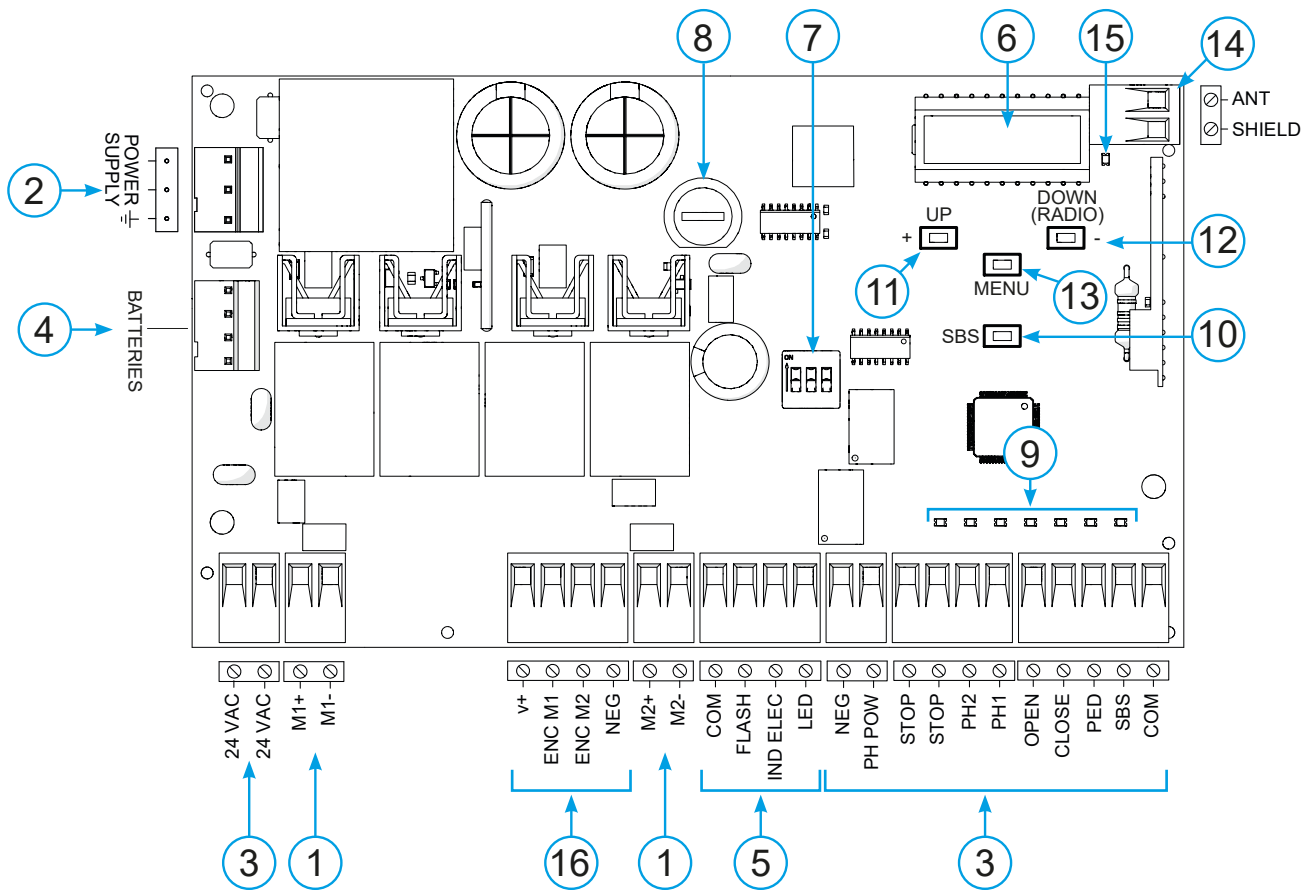 8
7
6
15
14
ANT
SHIELD
2
POWER
SUPPLY
UP
+
DOWN
(RADIO)
-
12
11
MENU
13
4
BATTERIES
SBS
10
ON
9
24 VAC
24 VAC
M1+
M1-
v+
ENC M1
ENC M2
NEG
M2+
M2-
COM
FLASH
IND ELEC
LED
NEG
PH POW
STOP
STOP
PH2
PH1
OPEN
CLOSE
PED
SBS
COM
3
1
16
1
5
3